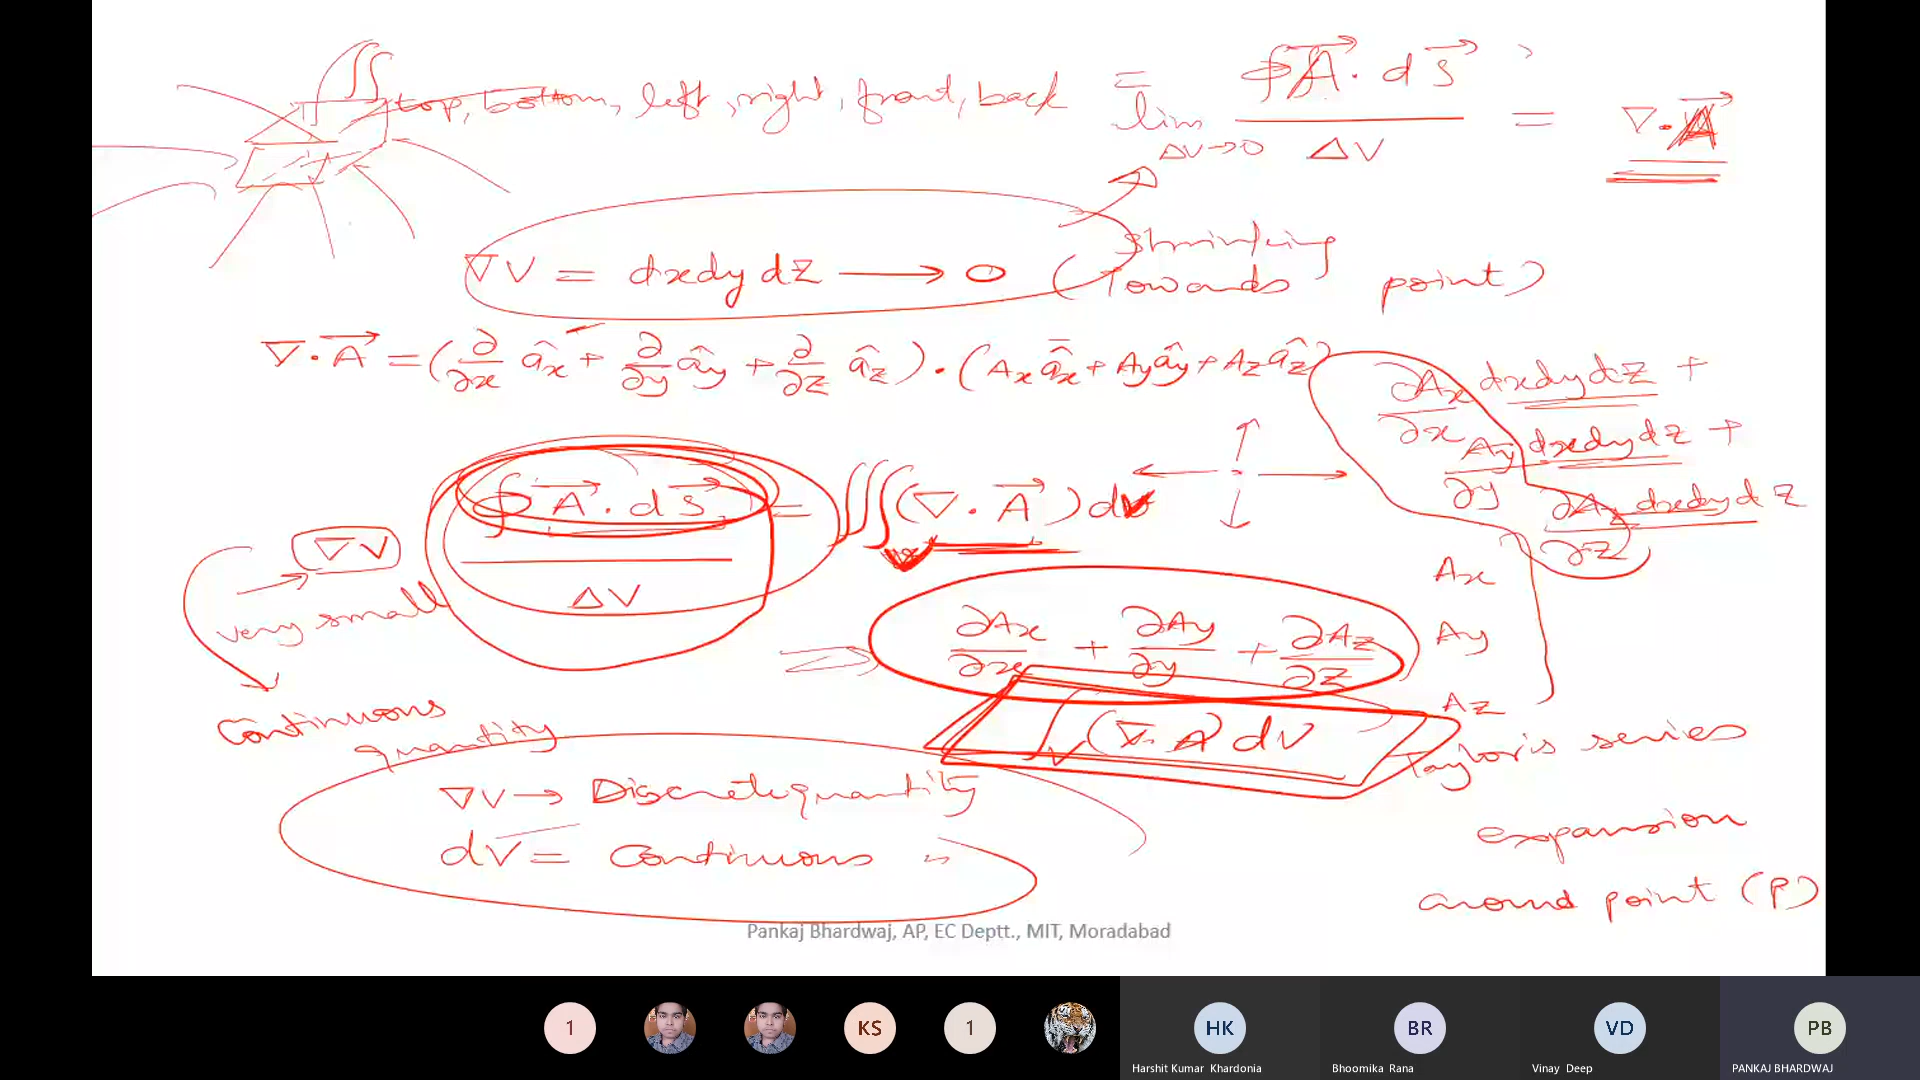 ∬ top, bottom, left, right, front, back = lim ΔV→0 ∮A⃗ · dS⃗ / ΔV = ∇·A⃗
∇V = dxdydz → 0 (shrinking towards point)
∇·A⃗ = (∂/∂x âx + ∂/∂y ây + ∂/∂z âz) · (Ax âx + Ay ây + Az âz)
∂Ax/∂x dxdydz +
Ay/∂y dxdydz +
∂Az/∂z dxdydz
∮A⃗ · dS⃗ / ΔV = ∭(∇·A⃗)dv
→ ∇V
very small
Continuous
quantity
⇒ ∂Ax/∂x + ∂Ay/∂y + ∂Az/∂z
Ax
Ay
Az
∫v (∇·A) dV
Taylor's series
expansion
around point (P)
∇V → Discrete quantity
dV = Continuous "
Pankaj Bhardwaj, AP, EC Deptt., MIT, Moradabad
1 KS 1 HK BR VD PB
Harshit Kumar Khardonia Bhoomika Rana Vinay Deep PANKAJ BHARDWAJ